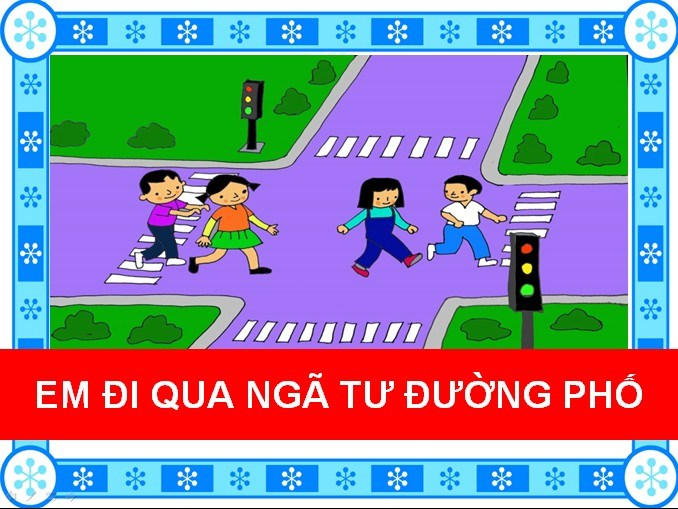 EM ĐI QUA NGÃ TƯ ĐƯỜNG PHỐ